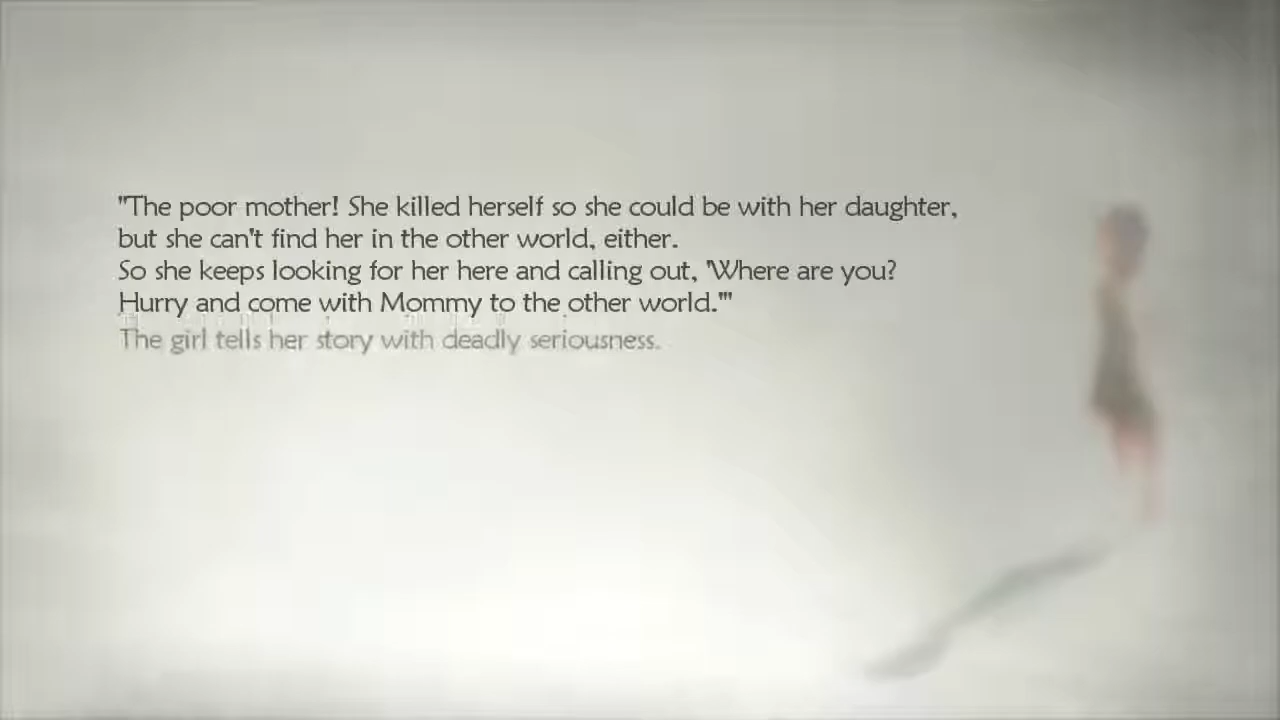 "The poor mother! She killed herself so she could be with her daughter,
but she can't find her in the other world, either.
So she keeps looking for her here and calling out, 'Where are you?
Hurry and come with Mommy to the other world.'"
The girl tells her story with deadly seriousness.